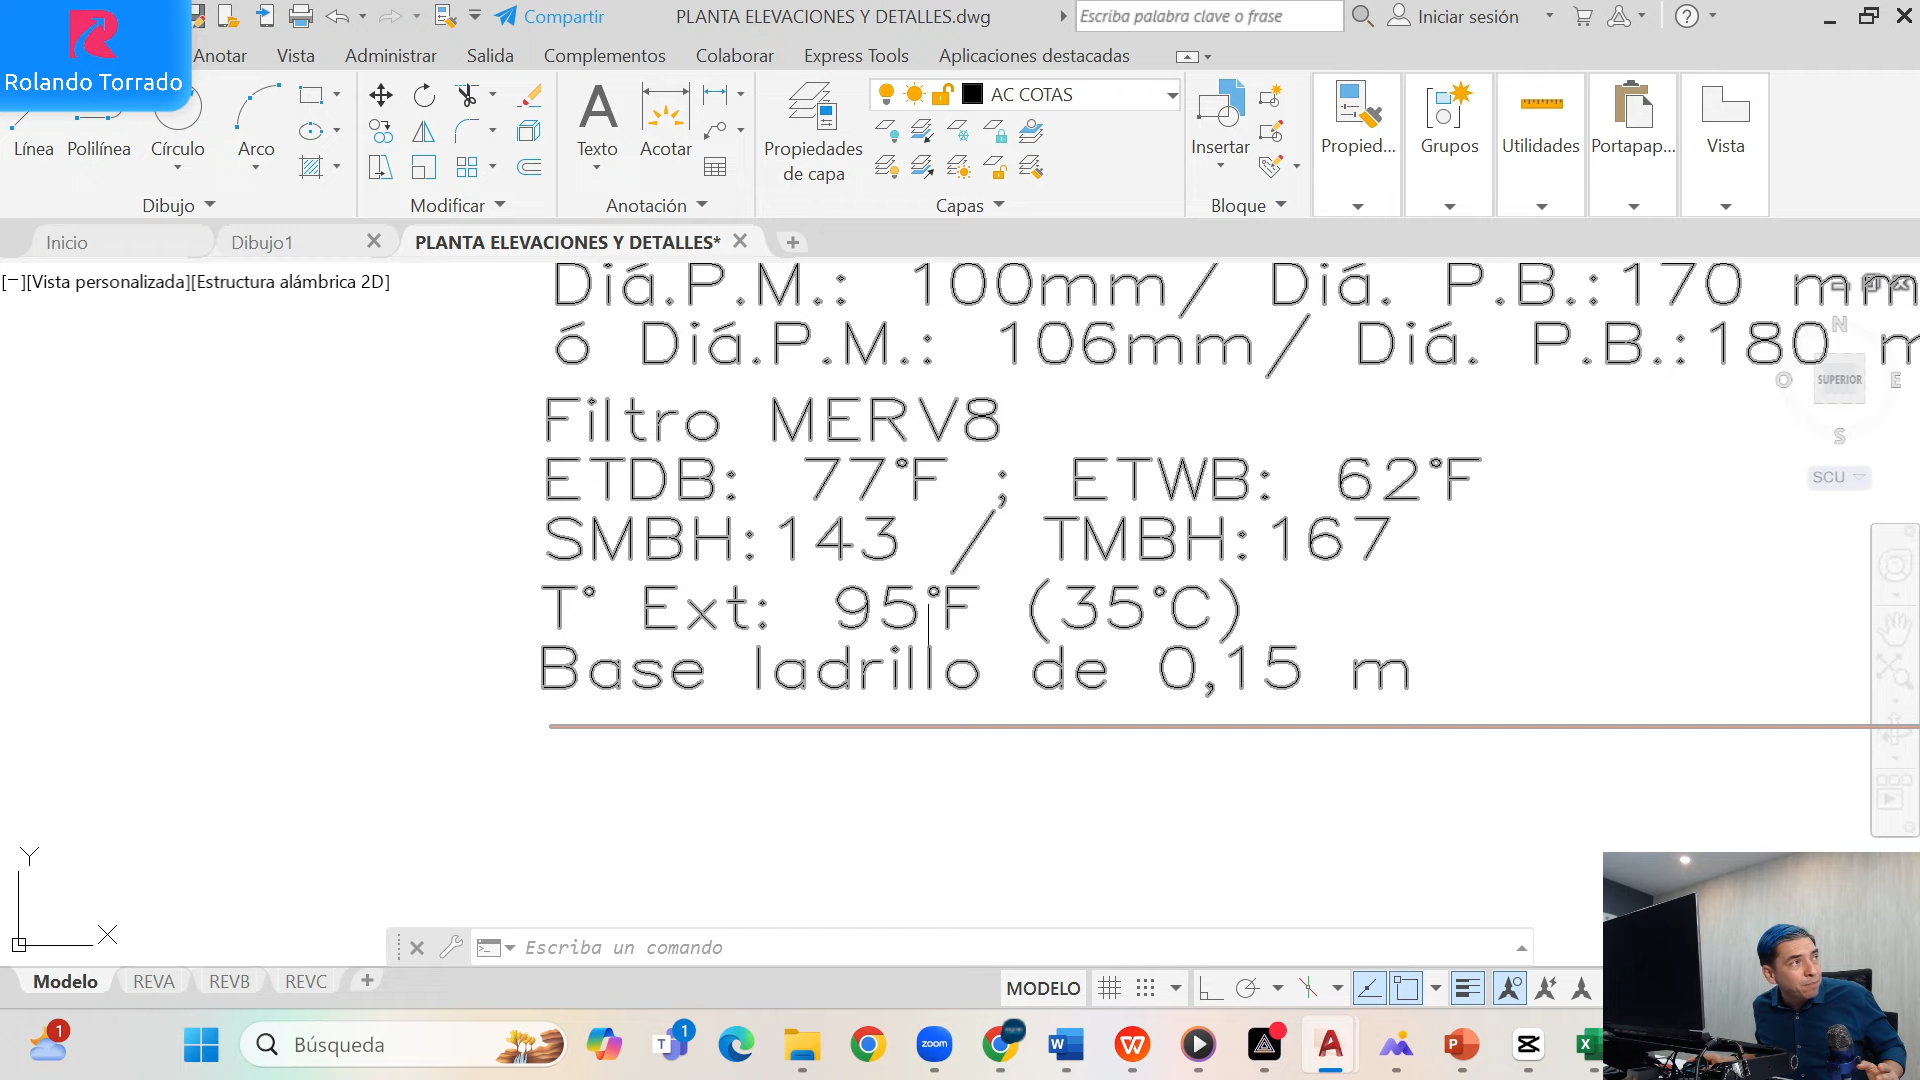 Rolando Torrado
Compartir
PLANTA ELEVACIONES Y DETALLES.dwg
Escriba palabra clave o frase
Iniciar sesión
Anotar
Vista
Administrar
Salida
Complementos
Colaborar
Express Tools
Aplicaciones destacadas
Línea
Polilínea
Círculo
Arco
Texto
Acotar
Propiedades
de capa
AC COTAS
Insertar
Propied...
Grupos
Utilidades
Portapap...
Vista
Dibujo
Modificar
Anotación
Capas
Bloque
Inicio
Dibujo1
PLANTA ELEVACIONES Y DETALLES*
[−][Vista personalizada][Estructura alámbrica 2D]
Diá.P.M.: 100mm/ Diá. P.B.:170 mm
ó Diá.P.M.: 106mm/ Diá. P.B.:180 m
Filtro MERV8
ETDB: 77°F ; ETWB: 62°F
SMBH:143 / TMBH:167
T° Ext: 95°F (35°C)
Base ladrillo de 0,15 m
N
O
SUPERIOR
E
S
SCU
Y
X
Escriba un comando
Modelo
REVA
REVB
REVC
MODELO
1
Búsqueda
1
zoom